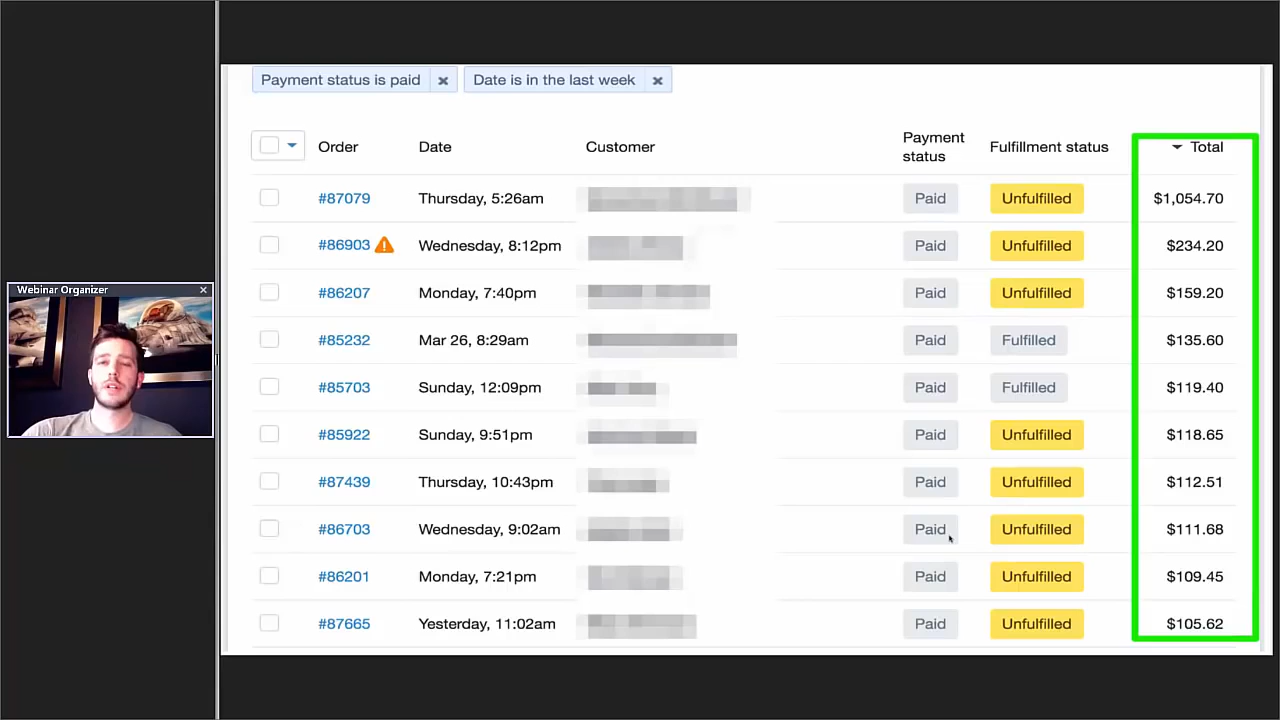 Payment status is paid × Date is in the last week ×
Order Date Customer Payment status Fulfillment status Total
#87079 Thursday, 5:26am Paid Unfulfilled $1,054.70
#86903 Wednesday, 8:12pm Paid Unfulfilled $234.20
Webinar Organizer ×
#86207 Monday, 7:40pm Paid Unfulfilled $159.20
#85232 Mar 26, 8:29am Paid Fulfilled $135.60
#85703 Sunday, 12:09pm Paid Fulfilled $119.40
#85922 Sunday, 9:51pm Paid Unfulfilled $118.65
#87439 Thursday, 10:43pm Paid Unfulfilled $112.51
#86703 Wednesday, 9:02am Paid Unfulfilled $111.68
#86201 Monday, 7:21pm Paid Unfulfilled $109.45
#87665 Yesterday, 11:02am Paid Unfulfilled $105.62